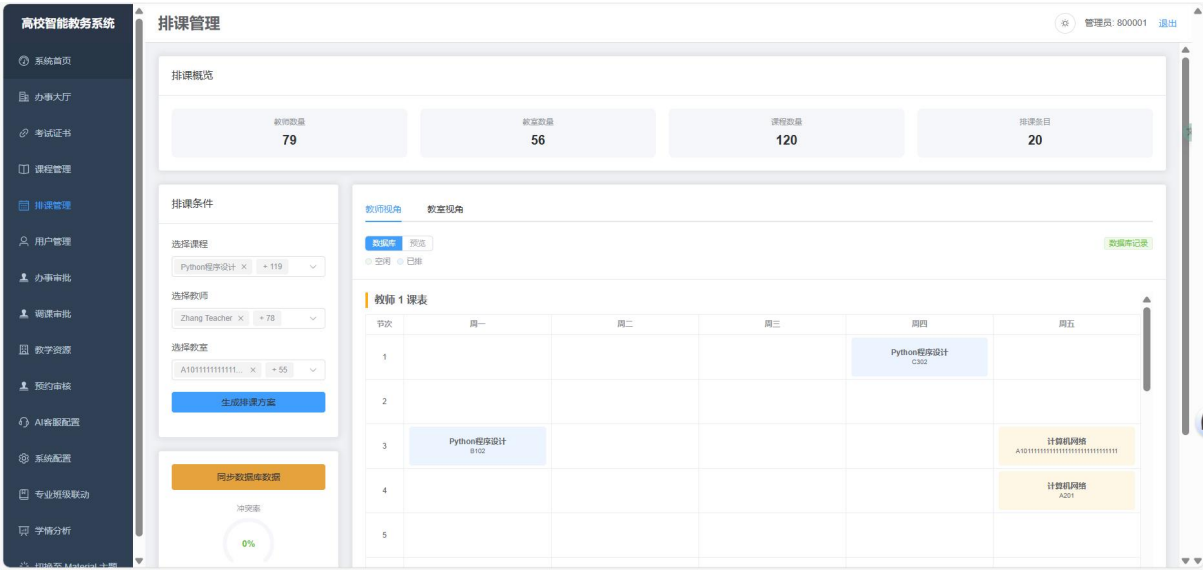 高校智能教务系统
系统首页
办事大厅
考试证书
课程管理
排课管理
用户管理
办事审批
调课审批
教学资源
预约审核
AI客服配置
系统配置
专业班级联动
学情分析
切换至 Material 主题
排课管理
管理员: 800001 退出
排课概览
教师数量 教室数量 课程数量 排课条目
79 56 120 20
排课条件
选择课程
Python程序设计 × + 119
选择教师
Zhang Teacher × + 78
选择教室
A1011111111111... × + 55
生成排课方案
同步数据库数据
冲突率
0%
教师视角 教室视角
数据库 预览 数据库记录
空闲 已排
教师 1 课表
节次 周一 周二 周三 周四 周五
1 Python程序设计
C302
2
3 Python程序设计 计算机网络
B102
4 计算机网络
A201
5